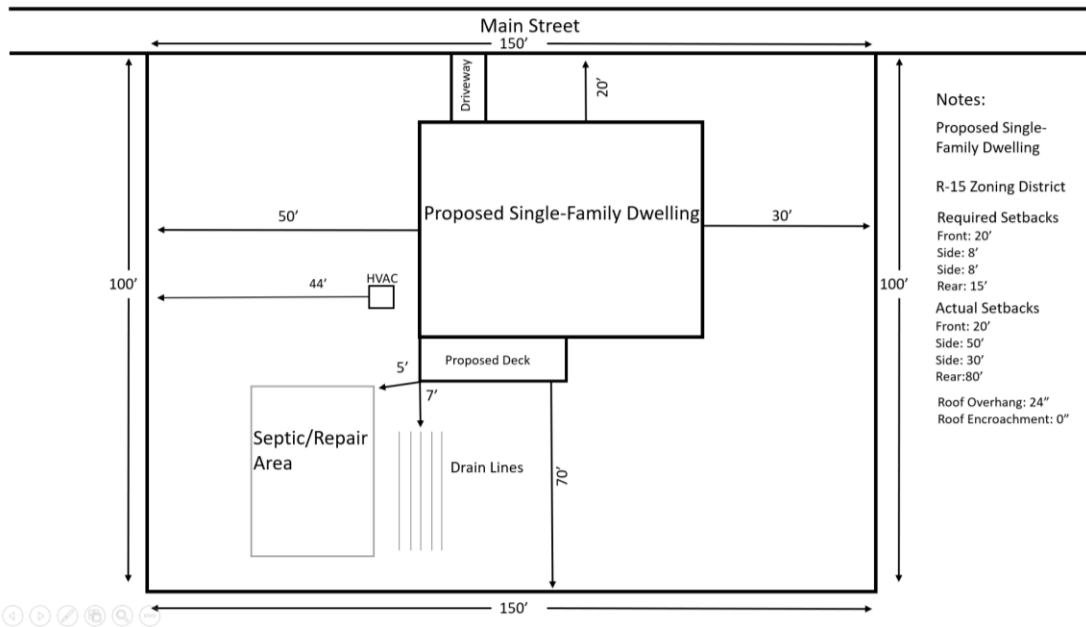 Main Street
150’
Driveway
20’
Notes:
Proposed Single-
Family Dwelling
R-15 Zoning District
Required Setbacks
Front: 20’
Side: 8’
Side: 8’
Rear: 15’
Actual Setbacks
Front: 20’
Side: 50’
Side: 30’
Rear:80’
Roof Overhang: 24”
Roof Encroachment: 0”
Proposed Single-Family Dwelling
50’
30’
HVAC
44’
100’
100’
Proposed Deck
5’
7’
Septic/Repair
Area
Drain Lines
70’
150’